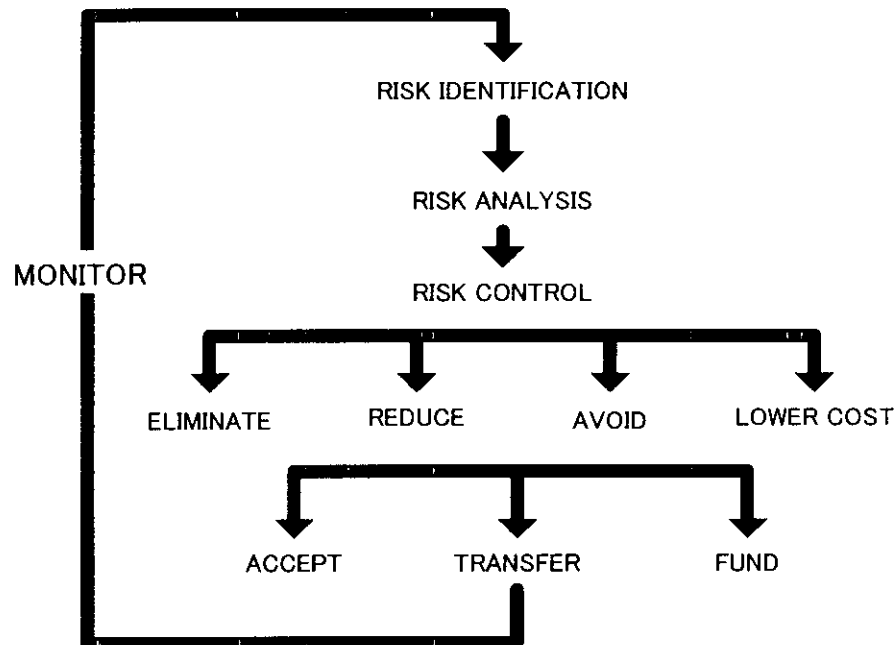 RISK IDENTIFICATION
RISK ANALYSIS
MONITOR
RISK CONTROL
ELIMINATE REDUCE AVOID LOWER COST
ACCEPT TRANSFER FUND